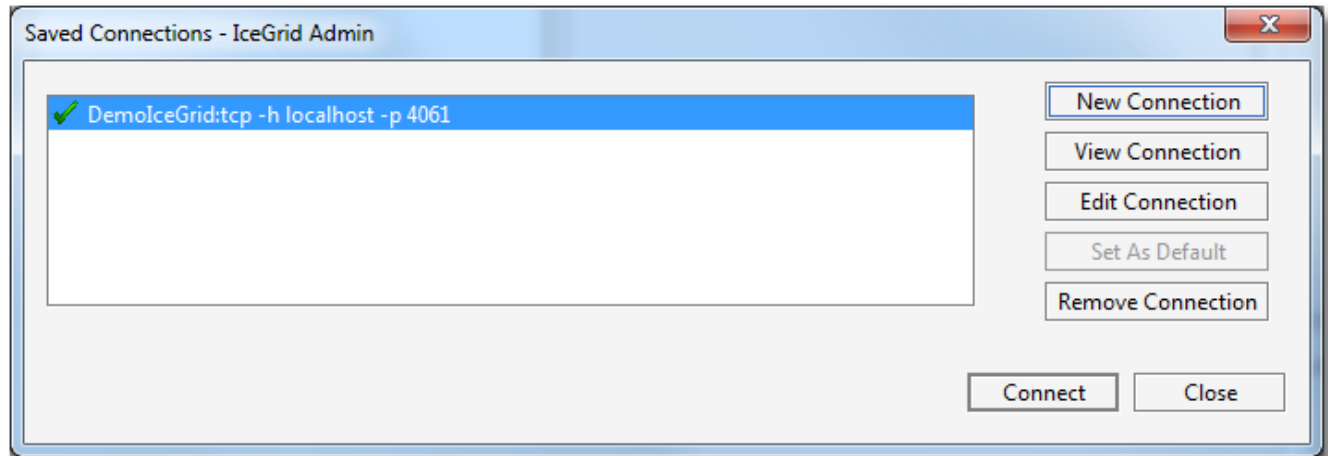 Saved Connections - IceGrid Admin
DemoIceGrid:tcp -h localhost -p 4061
New Connection
View Connection
Edit Connection
Set As Default
Remove Connection
Connect
Close